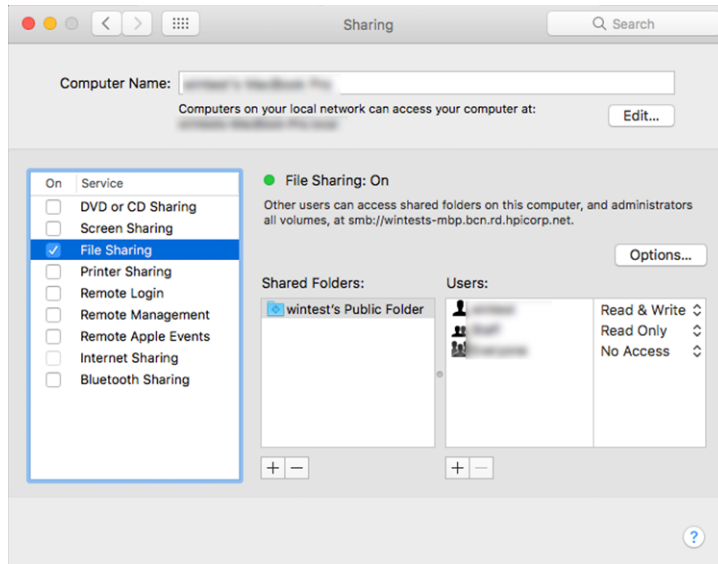 Sharing
Search
Computer Name:
Computers on your local network can access your computer at:
Edit...
On Service
DVD or CD Sharing
Screen Sharing
File Sharing
Printer Sharing
Remote Login
Remote Management
Remote Apple Events
Internet Sharing
Bluetooth Sharing
File Sharing: On
Other users can access shared folders on this computer, and administrators
all volumes, at smb://wintests-mbp.bcn.rd.hpicorp.net.
Options...
Shared Folders:
wintest's Public Folder
Users:
Read & Write
Read Only
No Access
+ −
+ −
?